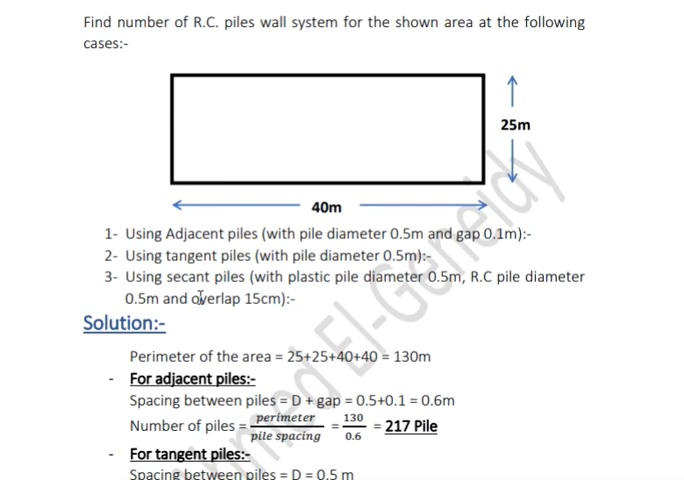 Find number of R.C. piles wall system for the shown area at the following
cases:-
25m
40m
1- Using Adjacent piles (with pile diameter 0.5m and gap 0.1m):-
2- Using tangent piles (with pile diameter 0.5m):-
3- Using secant piles (with plastic pile diameter 0.5m, R.C pile diameter
0.5m and overlap 15cm):-
Solution:-
Perimeter of the area = 25+25+40+40 = 130m
- For adjacent piles:-
Spacing between piles = D + gap = 0.5+0.1 = 0.6m
Number of piles = perimeter / pile spacing = 130 / 0.6 = 217 Pile
- For tangent piles:-
Spacing between piles = D = 0.5 m
Ahmed El-Geneidy